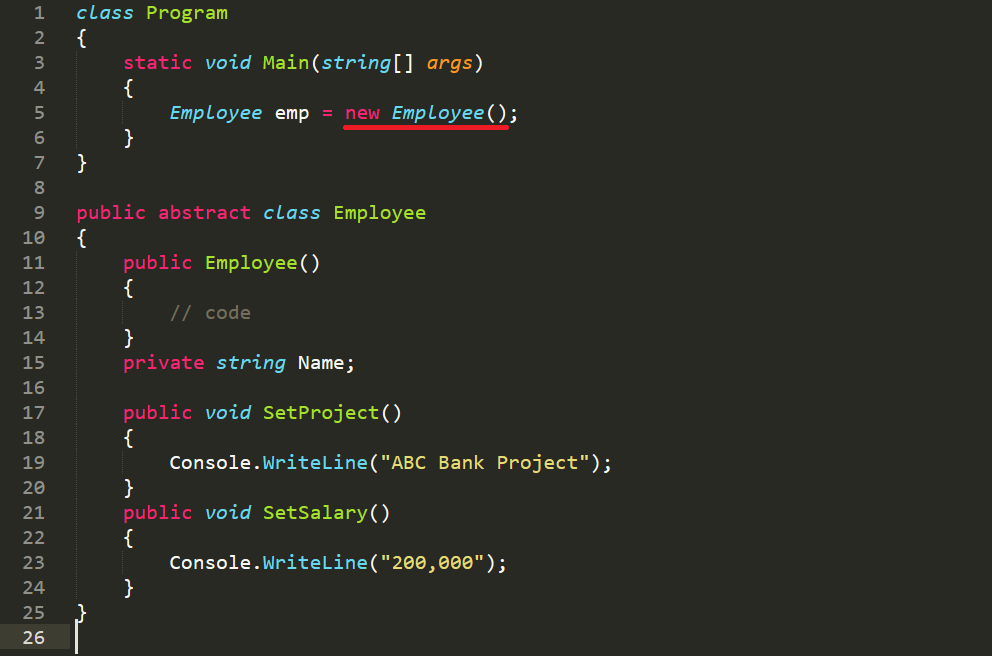 1 class Program
2 {
3     static void Main(string[] args)
4     {
5         Employee emp = new Employee();
6     }
7 }
8
9 public abstract class Employee
10 {
11     public Employee()
12     {
13         // code
14     }
15     private string Name;
16
17     public void SetProject()
18     {
19         Console.WriteLine("ABC Bank Project");
20     }
21     public void SetSalary()
22     {
23         Console.WriteLine("200,000");
24     }
25 }
26